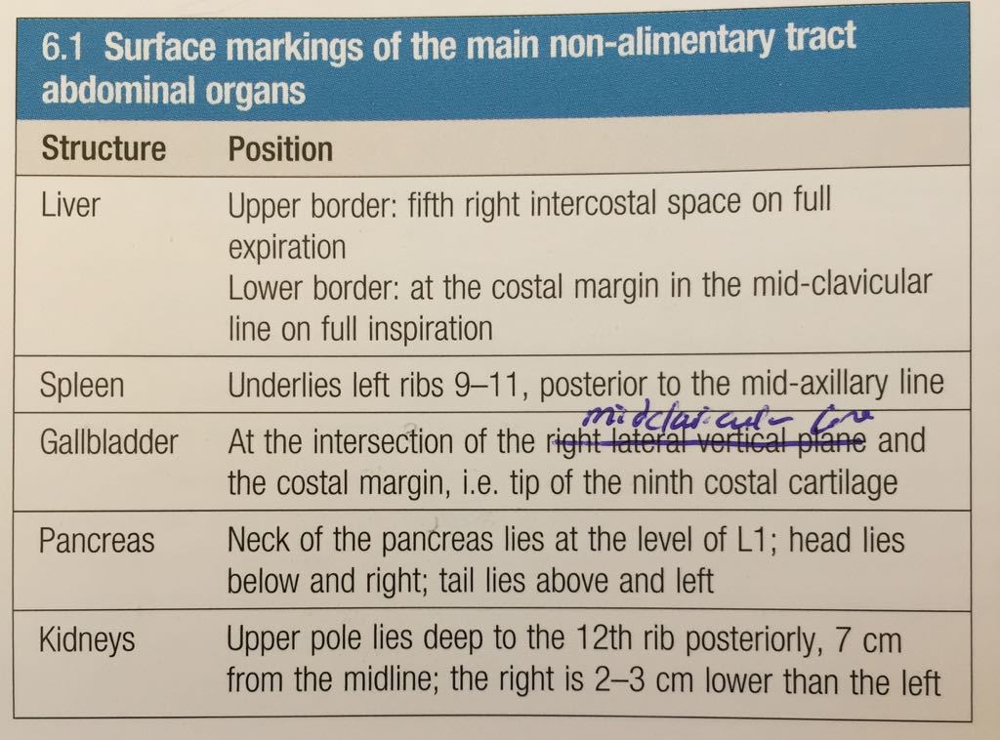 6.1 Surface markings of the main non-alimentary tract
abdominal organs
Structure Position
Liver Upper border: fifth right intercostal space on full
expiration
Lower border: at the costal margin in the mid-clavicular
line on full inspiration
Spleen Underlies left ribs 9–11, posterior to the mid-axillary line
midclavicular line
Gallbladder At the intersection of the right lateral vertical plane and
the costal margin, i.e. tip of the ninth costal cartilage
Pancreas Neck of the pancreas lies at the level of L1; head lies
below and right; tail lies above and left
Kidneys Upper pole lies deep to the 12th rib posteriorly, 7 cm
from the midline; the right is 2–3 cm lower than the left